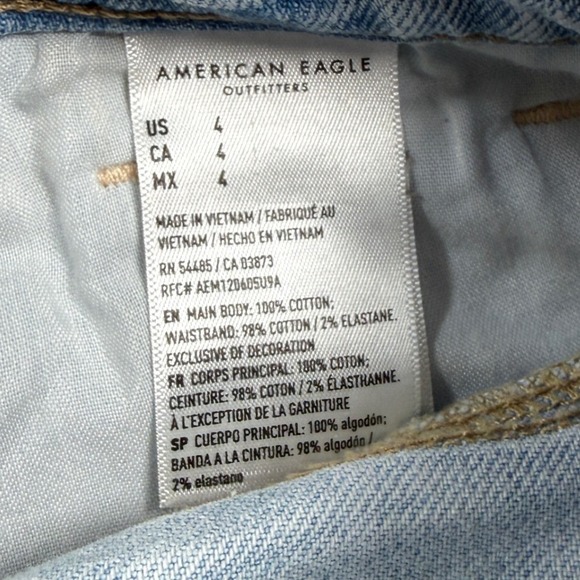 AMERICAN EAGLE
OUTFITTERS
US 4
CA 4
MX 4
MADE IN VIETNAM / FABRIQUÉ AU
VIETNAM / HECHO EN VIETNAM
RN 54485 / CA 03873
RFC# AEM120605U9A
EN MAIN BODY: 100% COTTON;
WAISTBAND: 98% COTTON / 2% ELASTANE.
EXCLUSIVE OF DECORATION
FR CORPS PRINCIPAL: 100% COTON;
CEINTURE: 98% COTON / 2% ÉLASTHANNE.
À L'EXCEPTION DE LA GARNITURE
SP CUERPO PRINCIPAL: 100% algodón;
BANDA A LA CINTURA: 98% algodón /
2% elastano